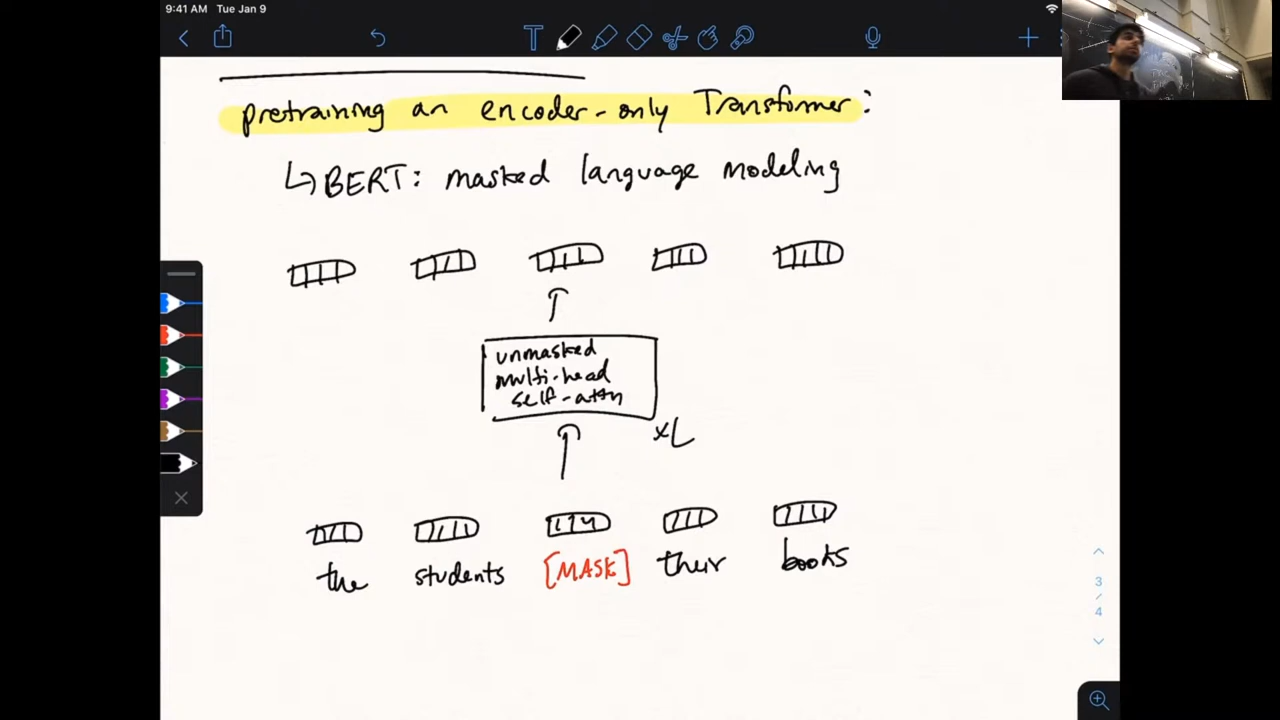 9:41 AM Tue Jan 9
pretraining an encoder-only Transformer:
↳ BERT: masked language modeling
unmasked
multi-head
self-attn
×L
the students [MASK] their books
3
/
4